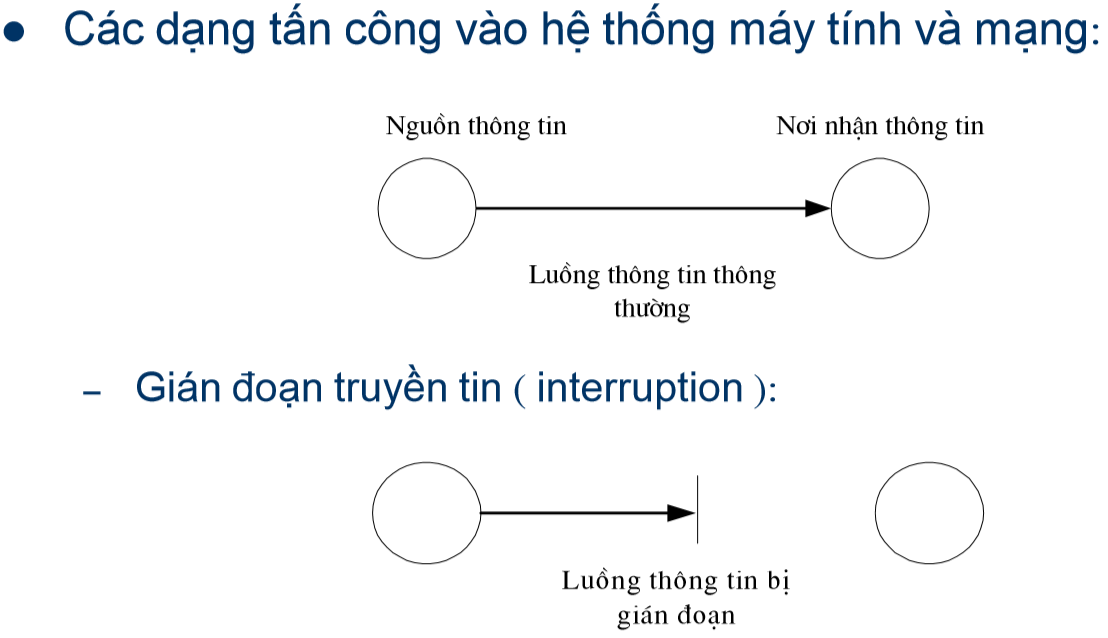 ● Các dạng tấn công vào hệ thống máy tính và mạng:
Nguồn thông tin
Nơi nhận thông tin
Luồng thông tin thông
thường
– Gián đoạn truyền tin ( interruption ):
Luồng thông tin bị
gián đoạn